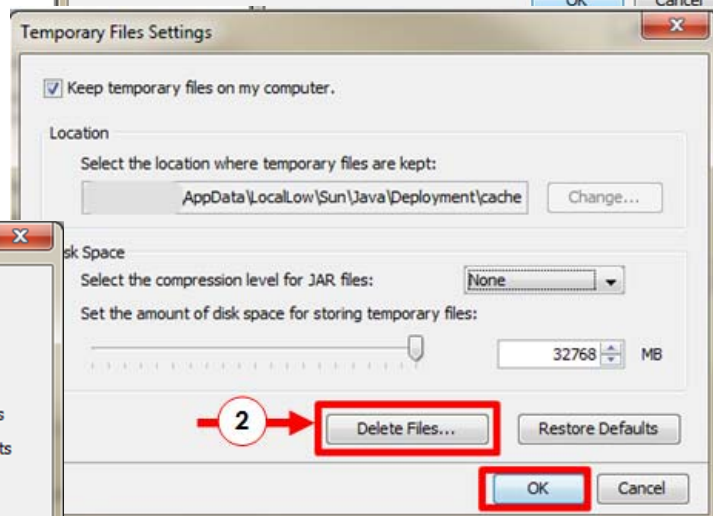 OK Cancel
Temporary Files Settings
Keep temporary files on my computer.
Location
Select the location where temporary files are kept:
AppData\LocalLow\Sun\Java\Deployment\cache Change...
sk Space
Select the compression level for JAR files: None
Set the amount of disk space for storing temporary files:
32768 MB
s
ts
2 Delete Files... Restore Defaults
OK Cancel